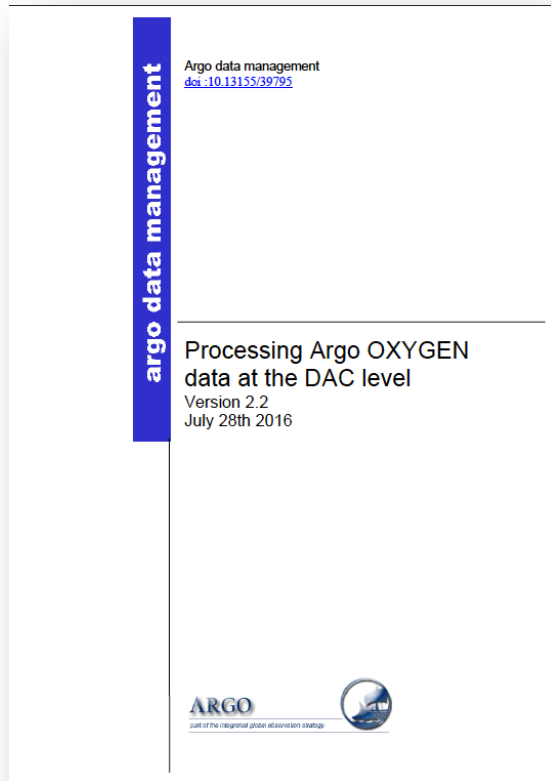 argo data management
Argo data management
doi :10.13155/39795
Processing Argo OXYGEN
data at the DAC level
Version 2.2
July 28th 2016
ARGO
part of the integrated global observation strategy